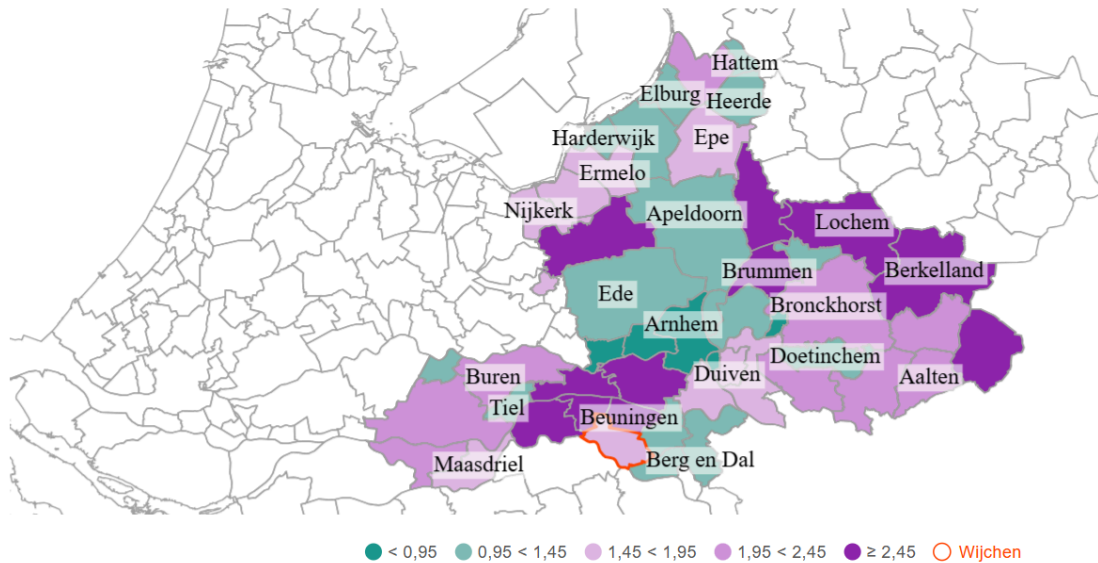 Hattem
Elburg
Heerde
Harderwijk
Epe
Ermelo
Nijkerk
Apeldoorn
Lochem
Brummen
Berkelland
Ede
Bronckhorst
Arnhem
Doetinchem
Duiven
Aalten
Buren
Tiel
Beuningen
Berg en Dal
Maasdriel
< 0,95 0,95 < 1,45 1,45 < 1,95 1,95 < 2,45 ≥ 2,45 Wijchen